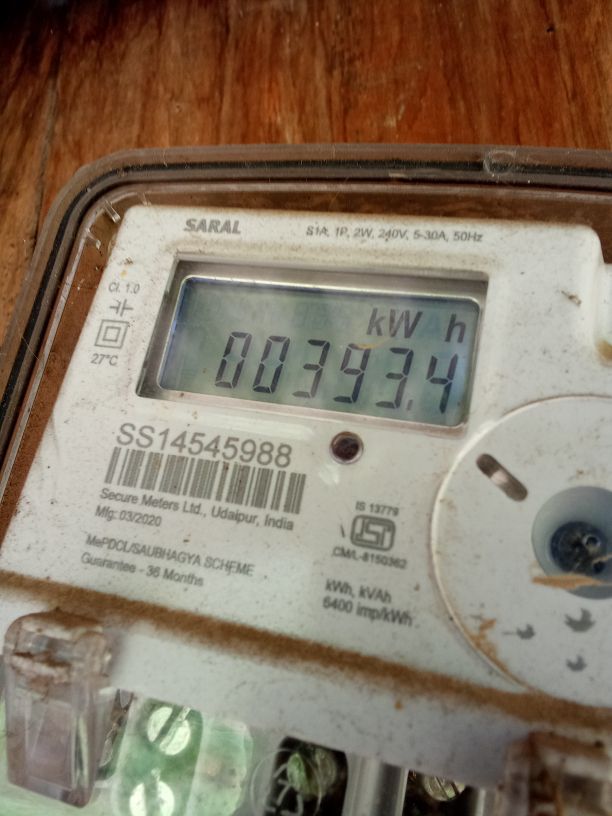 SARAL
S1A, 1P, 2W, 240V, 5-30A, 50Hz
Cl. 1.0
27°C
kW h
00393.4
SS14545988
Secure Meters Ltd., Udaipur, India
Mfg: 03/2020
MePDCL/SAUBHAGYA SCHEME
Guarantee - 36 Months
IS 13779
ISI
CM/L-8150362
kWh, kVAh
6400 imp/kWh